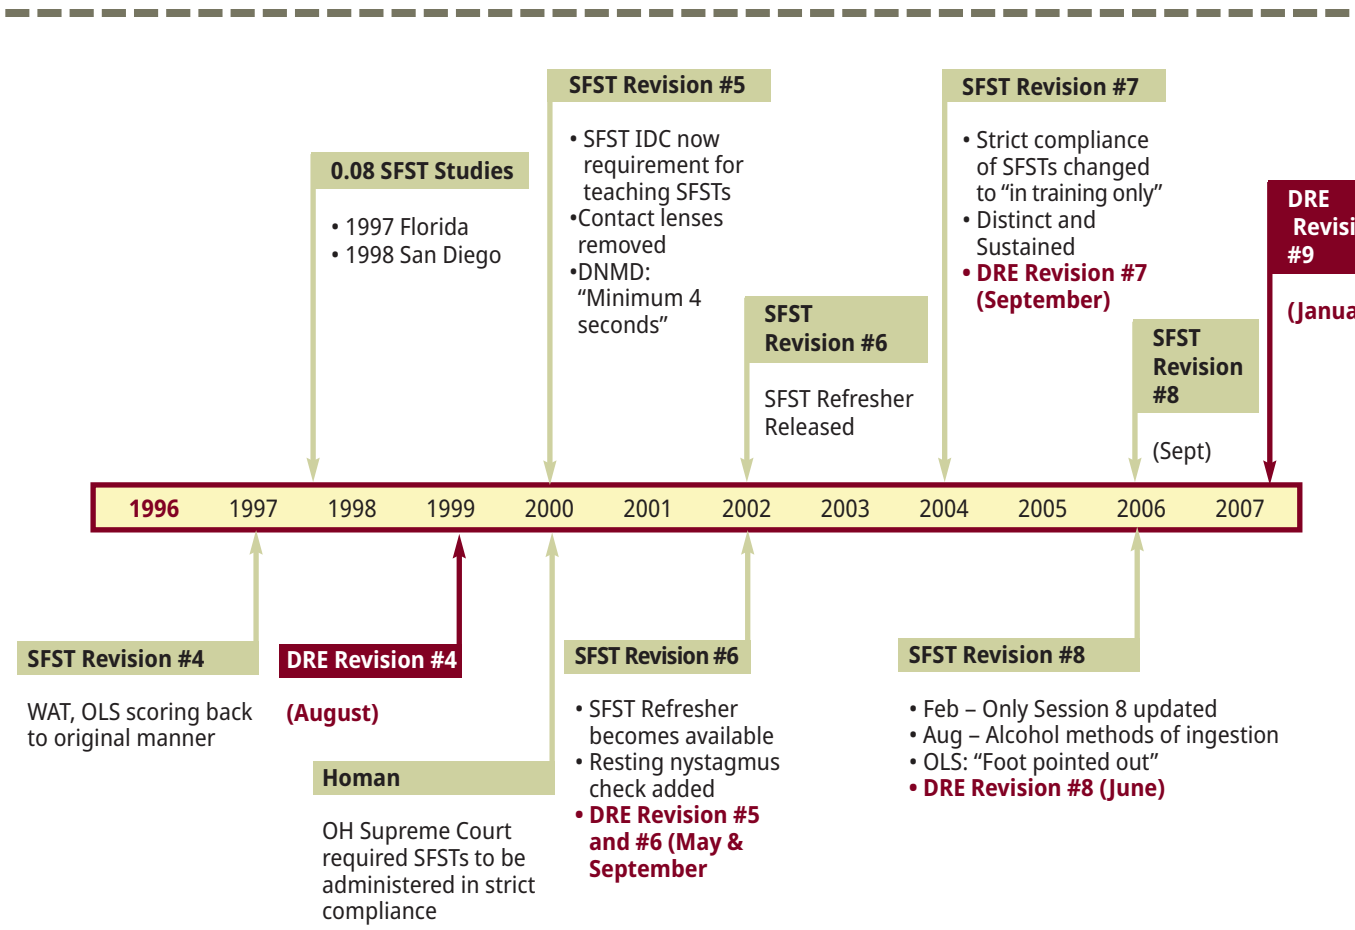 0.08 SFST Studies
• 1997 Florida
• 1998 San Diego
SFST Revision #5
• SFST IDC now
requirement for
teaching SFSTs
•Contact lenses
removed
•DNMD:
“Minimum 4
seconds”
SFST
Revision #6
SFST Refresher
Released
SFST Revision #7
• Strict compliance
of SFSTs changed
to “in training only”
• Distinct and
Sustained
• DRE Revision #7
(September)
SFST
Revision
#8
(Sept)
DRE
Revisi
#9
(Janua
1996 1997 1998 1999 2000 2001 2002 2003 2004 2005 2006 2007
SFST Revision #4
WAT, OLS scoring back
to original manner
DRE Revision #4
(August)
Homan
OH Supreme Court
required SFSTs to be
administered in strict
compliance
SFST Revision #6
• SFST Refresher
becomes available
• Resting nystagmus
check added
• DRE Revision #5
and #6 (May &
September
SFST Revision #8
• Feb – Only Session 8 updated
• Aug – Alcohol methods of ingestion
• OLS: “Foot pointed out”
• DRE Revision #8 (June)